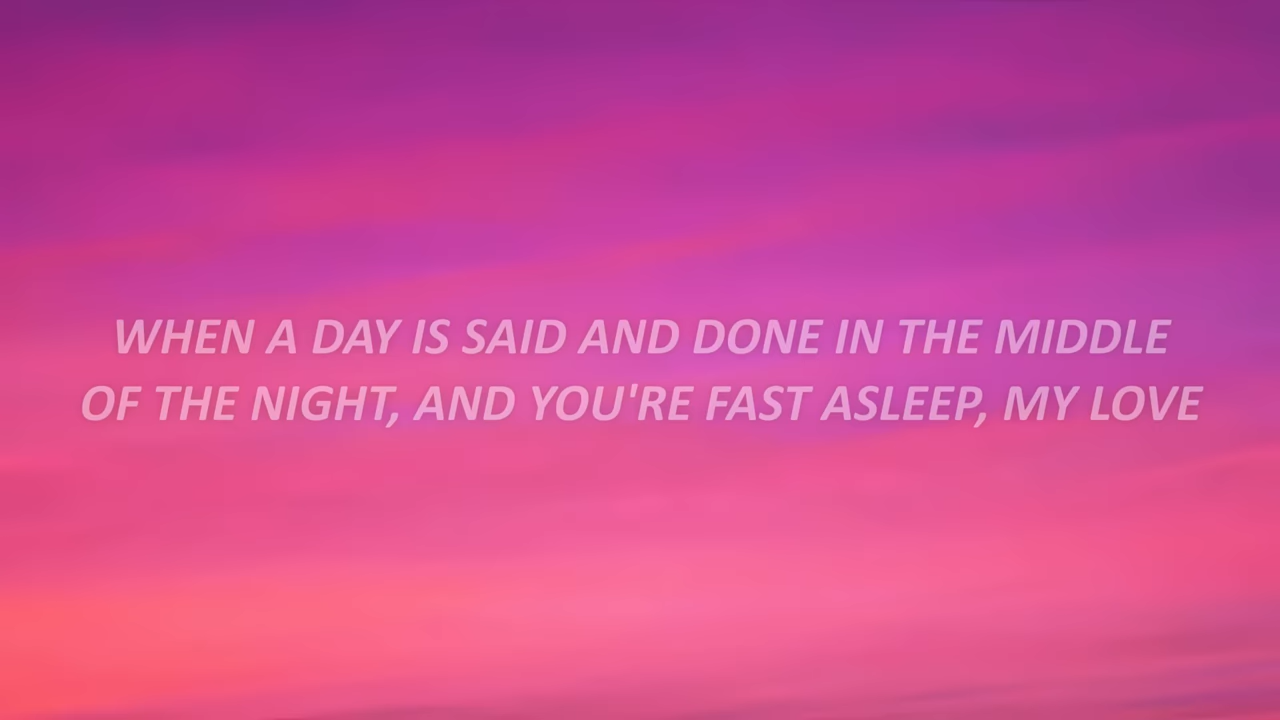 WHEN A DAY IS SAID AND DONE IN THE MIDDLE
OF THE NIGHT, AND YOU'RE FAST ASLEEP, MY LOVE